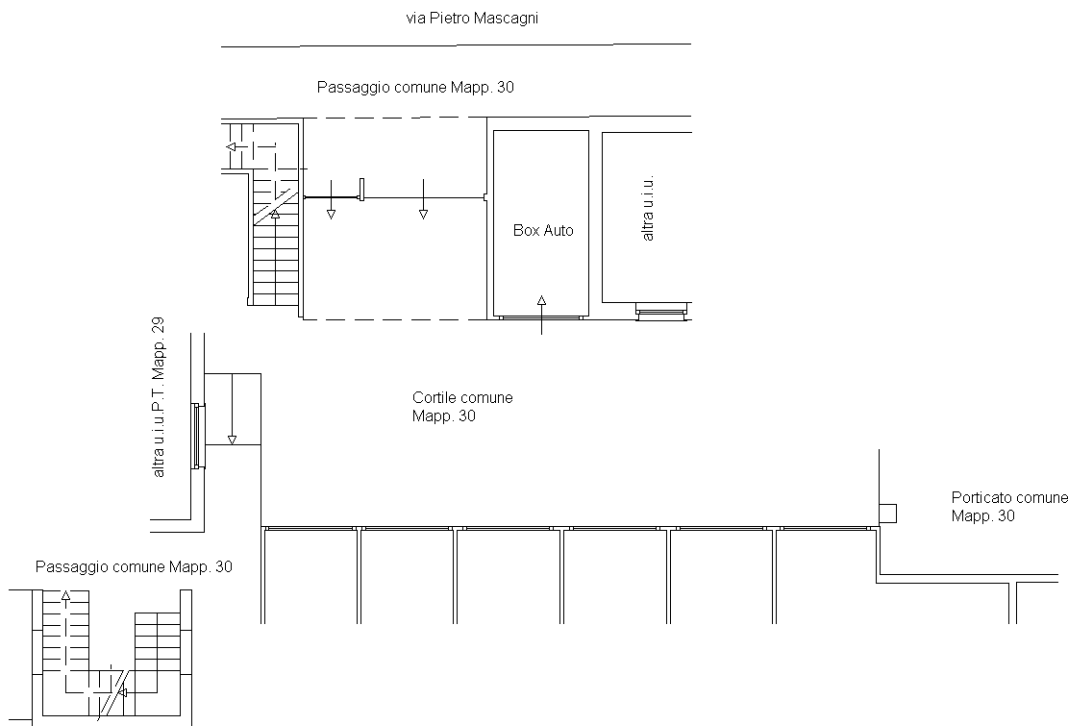 via Pietro Mascagni
Passaggio comune Mapp. 30
Box Auto
altra u.i.u.
altra u.i.u.P.T. Mapp. 29
Cortile comune
Mapp. 30
Porticato comune
Mapp. 30
Passaggio comune Mapp. 30